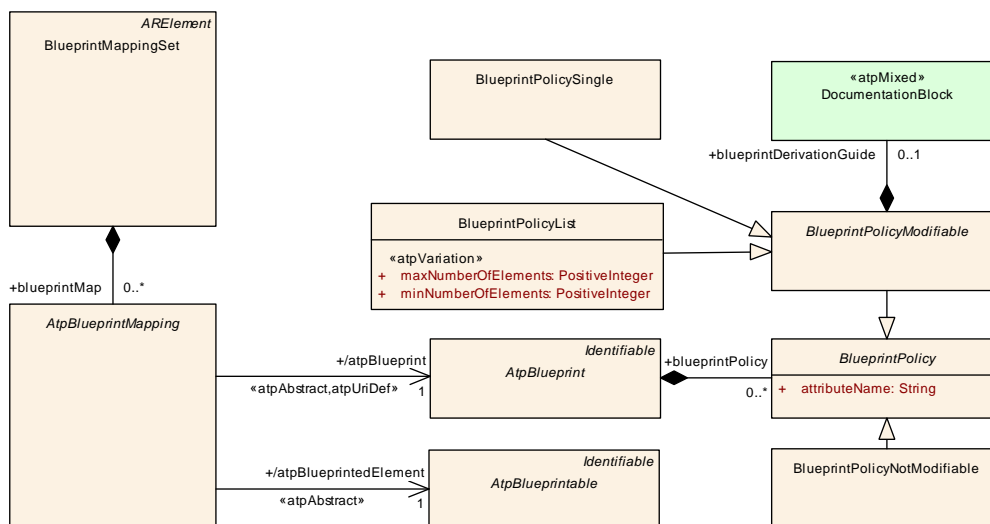 ARElement
BlueprintMappingSet
BlueprintPolicySingle
«atpMixed»
DocumentationBlock
+blueprintDerivationGuide 0..1
BlueprintPolicyList
«atpVariation»
+ maxNumberOfElements: PositiveInteger
+ minNumberOfElements: PositiveInteger
BlueprintPolicyModifiable
+blueprintMap 0..*
AtpBlueprintMapping
+/atpBlueprint
«atpAbstract,atpUriDef» 1
Identifiable
AtpBlueprint
+blueprintPolicy
0..*
BlueprintPolicy
+ attributeName: String
+/atpBlueprintedElement
«atpAbstract» 1
Identifiable
AtpBlueprintable
BlueprintPolicyNotModifiable